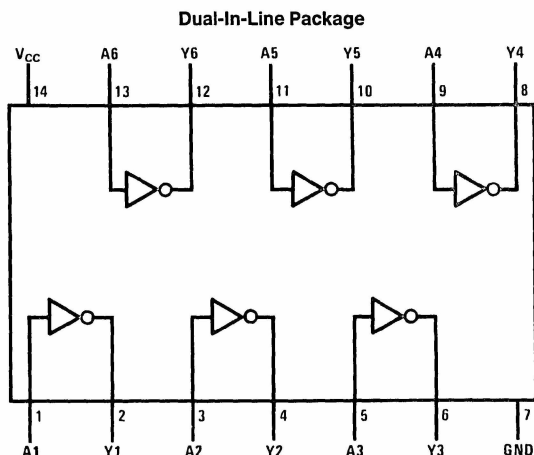 Dual-In-Line Package
VCC A6 Y6 A5 Y5 A4 Y4
14 13 12 11 10 9 8
1 2 3 4 5 6 7
A1 Y1 A2 Y2 A3 Y3 GND